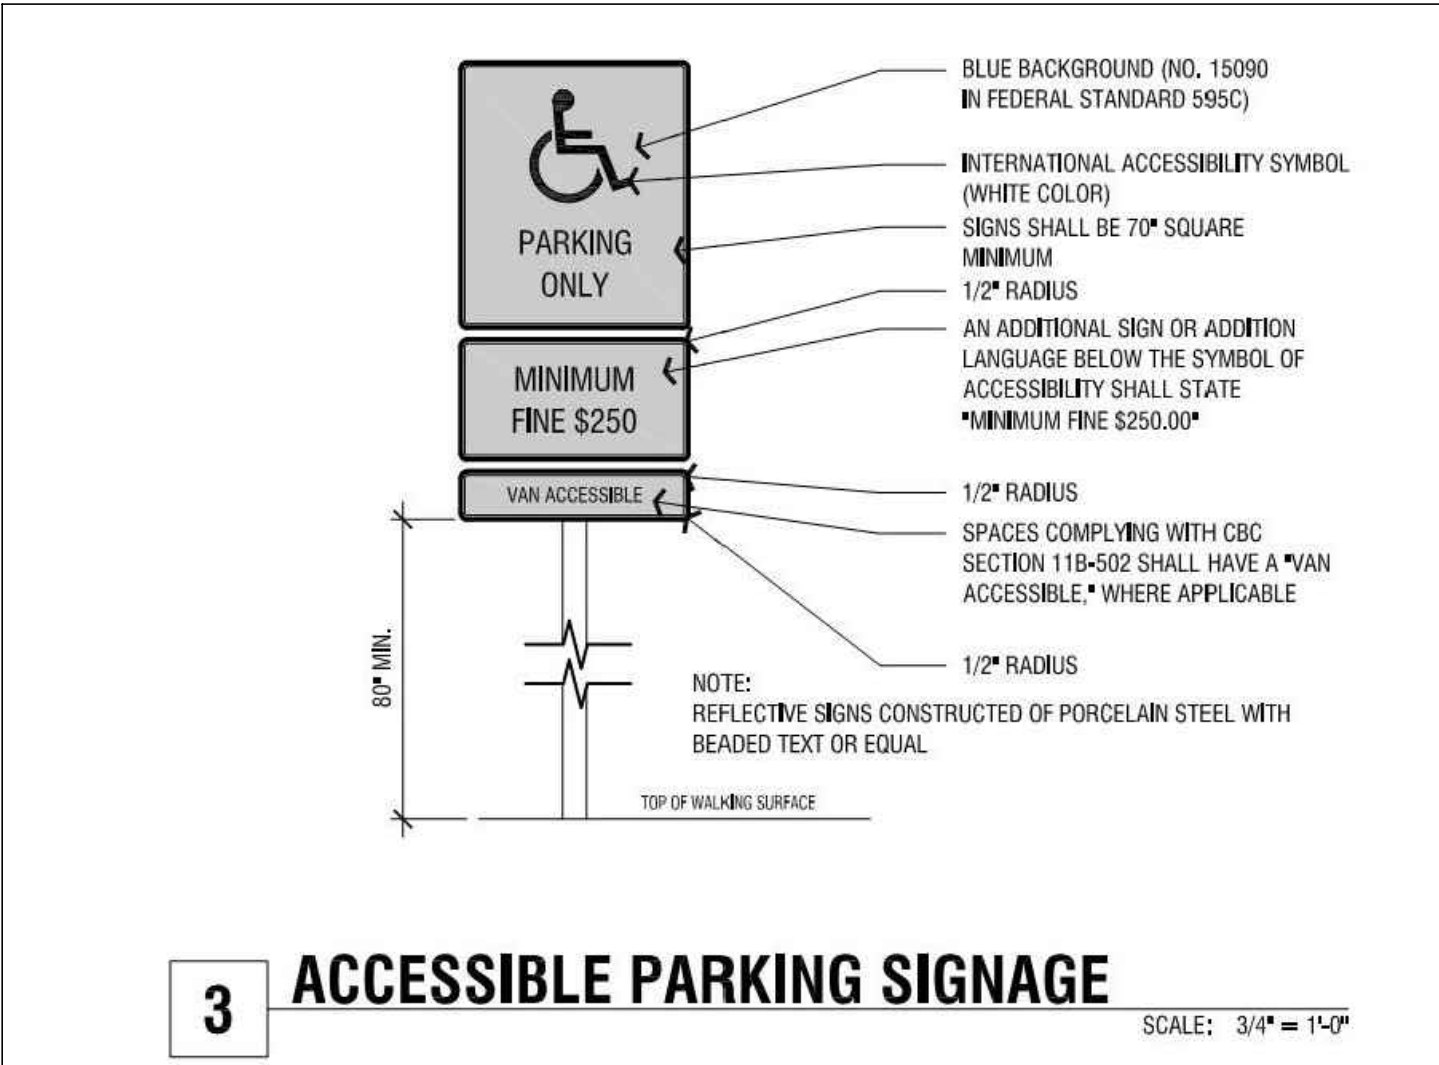 BLUE BACKGROUND (NO. 15090
IN FEDERAL STANDARD 595C)
INTERNATIONAL ACCESSIBILITY SYMBOL
(WHITE COLOR)
PARKING
ONLY
SIGNS SHALL BE 70" SQUARE
MINIMUM
1/2" RADIUS
MINIMUM
FINE $250
AN ADDITIONAL SIGN OR ADDITION
LANGUAGE BELOW THE SYMBOL OF
ACCESSIBILITY SHALL STATE
"MINIMUM FINE $250.00"
VAN ACCESSIBLE
1/2" RADIUS
SPACES COMPLYING WITH CBC
SECTION 11B-502 SHALL HAVE A "VAN
ACCESSIBLE," WHERE APPLICABLE
1/2" RADIUS
80" MIN.
NOTE:
REFLECTIVE SIGNS CONSTRUCTED OF PORCELAIN STEEL WITH
BEADED TEXT OR EQUAL
TOP OF WALKING SURFACE
3
ACCESSIBLE PARKING SIGNAGE
SCALE: 3/4" = 1'-0"